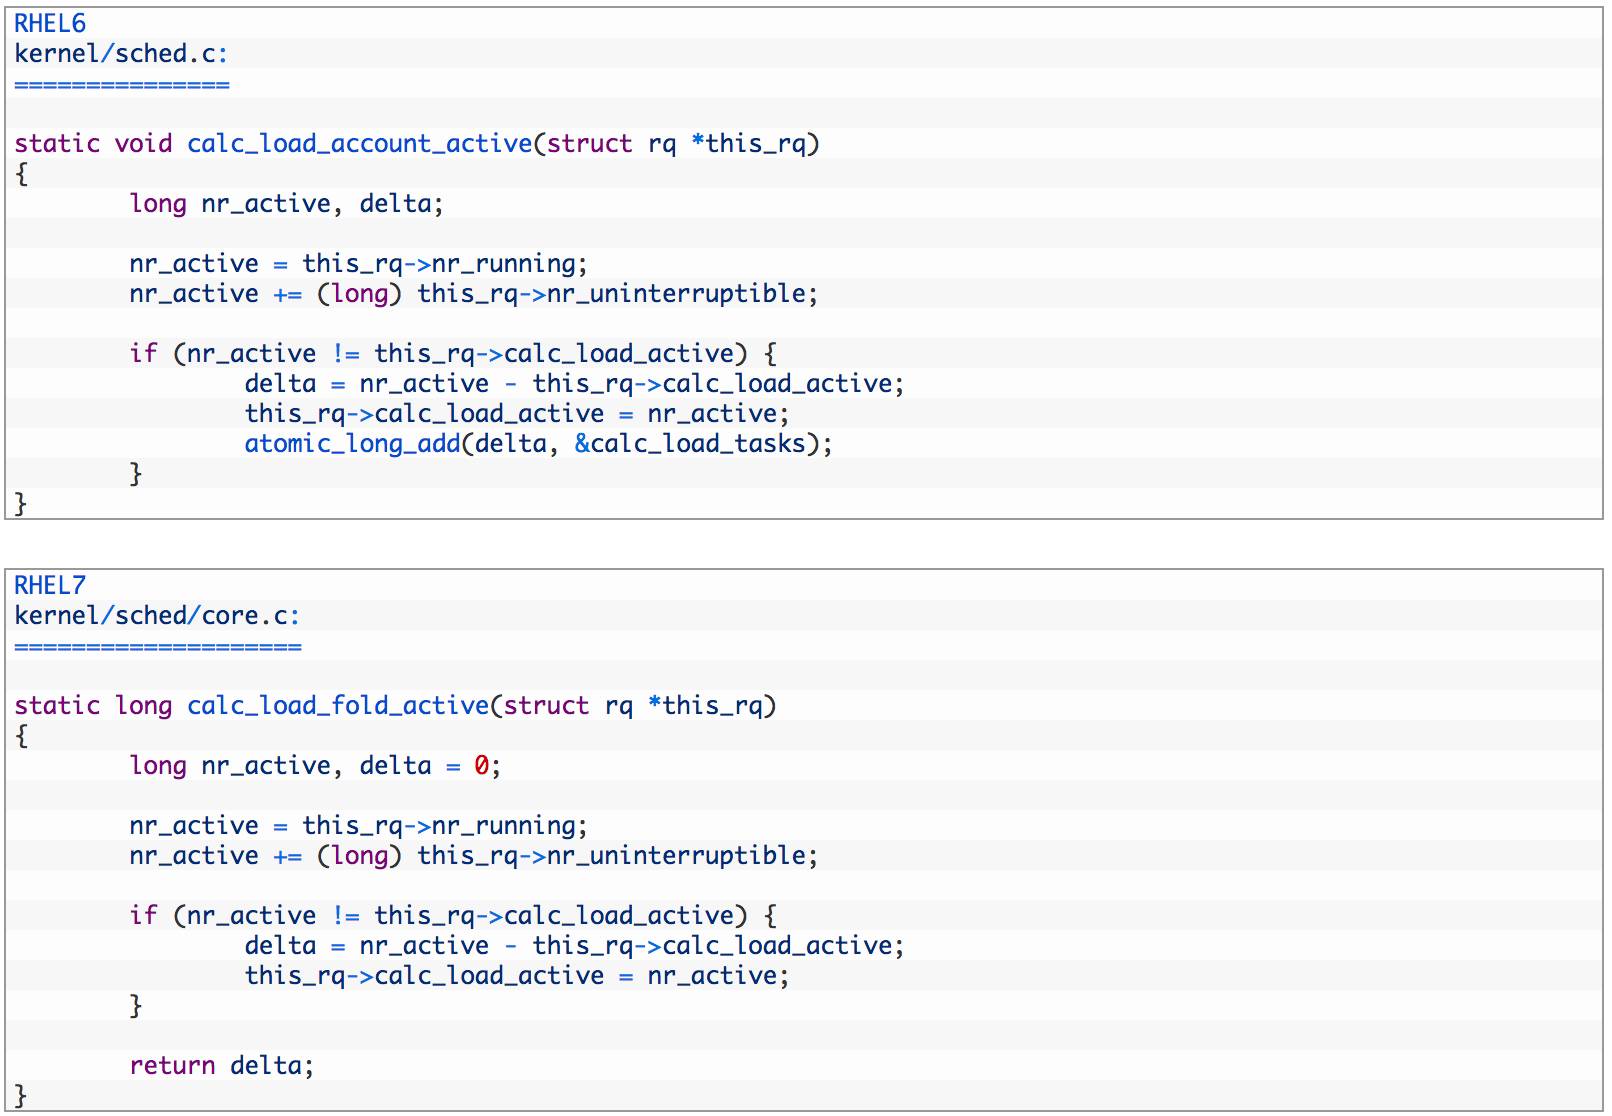 RHEL6
kernel/sched.c:
===============
static void calc_load_account_active(struct rq *this_rq)
{
        long nr_active, delta;
        nr_active = this_rq->nr_running;
        nr_active += (long) this_rq->nr_uninterruptible;
        if (nr_active != this_rq->calc_load_active) {
                delta = nr_active - this_rq->calc_load_active;
                this_rq->calc_load_active = nr_active;
                atomic_long_add(delta, &calc_load_tasks);
        }
}
RHEL7
kernel/sched/core.c:
====================
static long calc_load_fold_active(struct rq *this_rq)
{
        long nr_active, delta = 0;
        nr_active = this_rq->nr_running;
        nr_active += (long) this_rq->nr_uninterruptible;
        if (nr_active != this_rq->calc_load_active) {
                delta = nr_active - this_rq->calc_load_active;
                this_rq->calc_load_active = nr_active;
        }
        return delta;
}